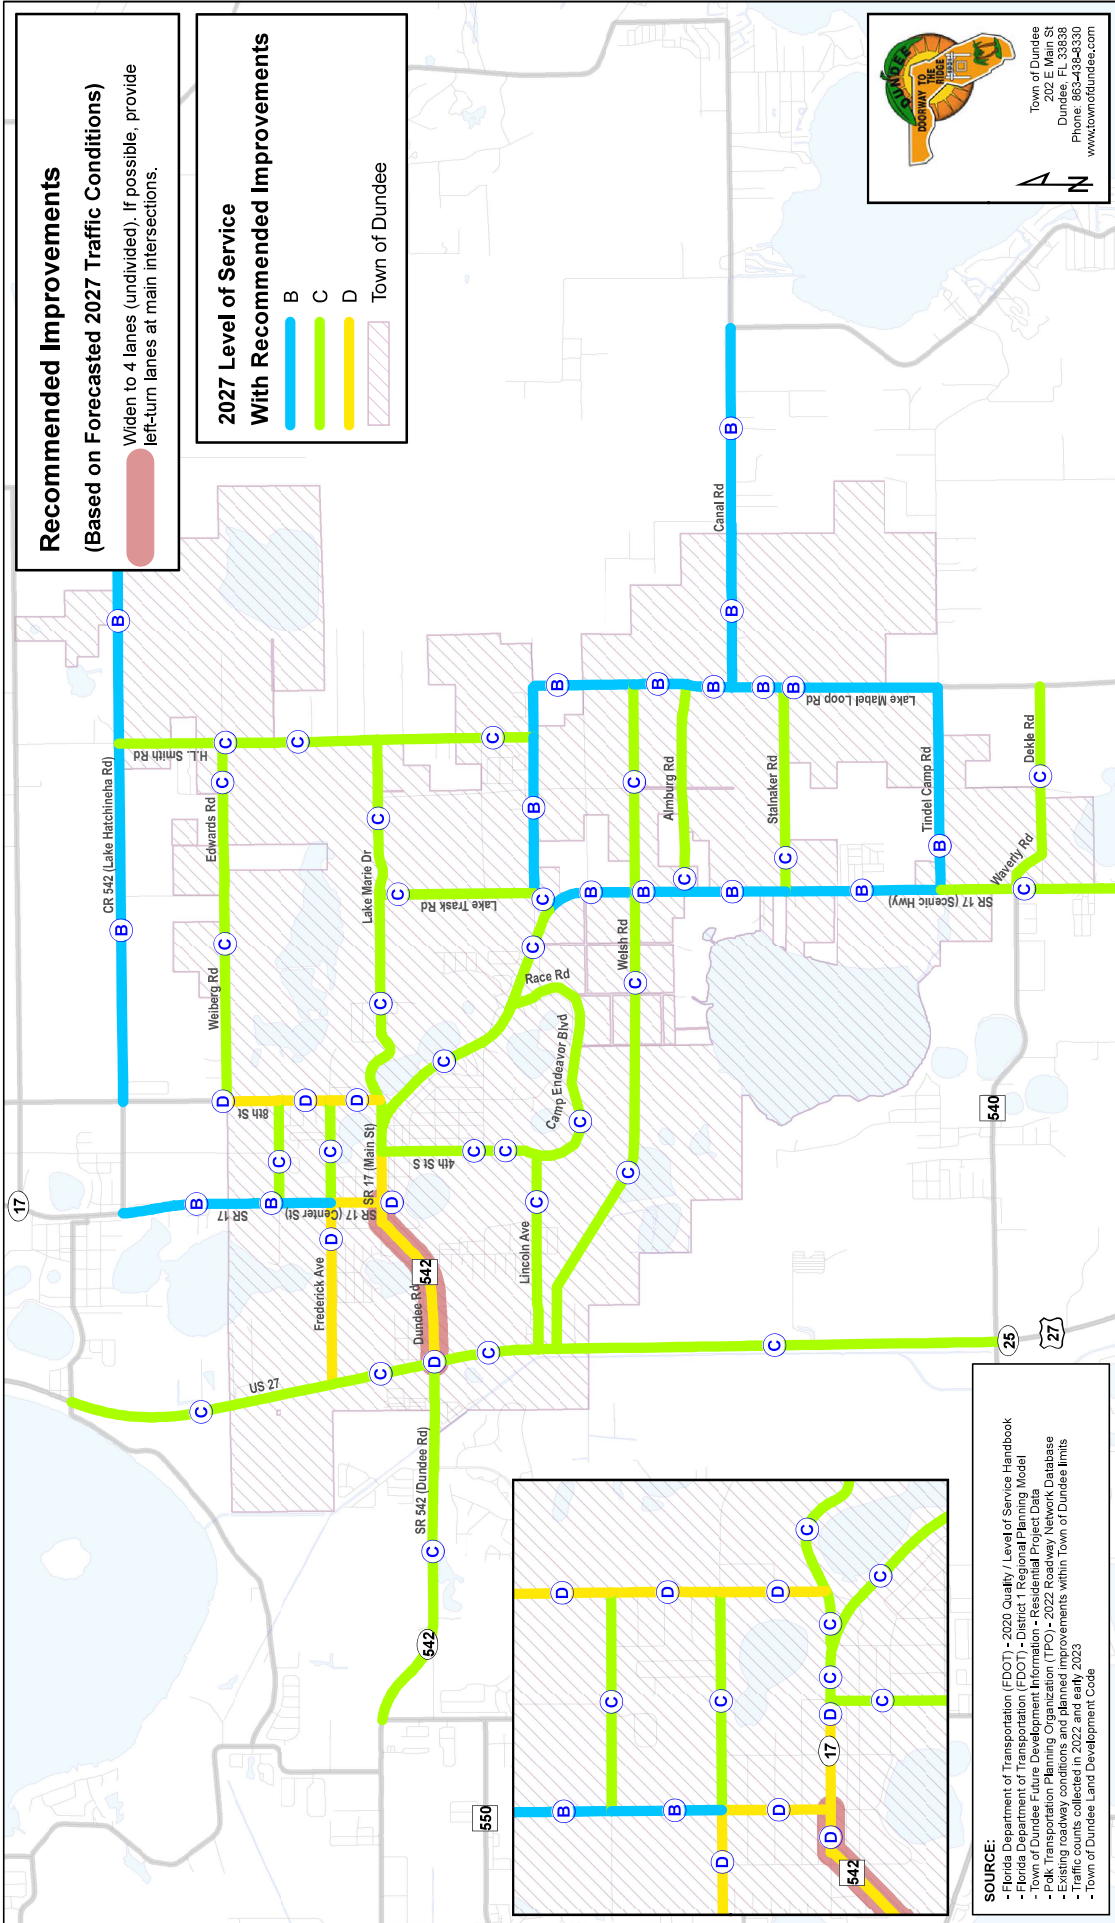 Recommended Improvements
(Based on Forecasted 2027 Traffic Conditions)
Widen to 4 lanes (undivided). If possible, provide
left-turn lanes at main intersections.
2027 Level of Service
With Recommended Improvements
B
C
D
Town of Dundee
DUNDEE
DOORWAY TO
THE
RIDGE
Town of Dundee
202 E Main St
Dundee, FL 33838
Phone: 863-438-8330
www.townofdundee.com
N
17
CR 542 (Lake Hatchineha Rd)
B
B
H.L. Smith Rd
C
C
C
Edwards Rd
C
Weiberg Rd
C
D
8th St
D
D
C
C
SR 17
B
B
SR 17 (Center St)
SR 17 (Main St)
D
Frederick Ave
D
Dundee Rd
542
D
US 27
C
C
C
C
SR 542 (Dundee Rd)
C
542
550
Lake Marie Dr
C
C
Lake Trask Rd
C
C
C
C
Race Rd
Camp Endeavor Blvd
C
4th St S
C
C
Lincoln Ave
C
Welsh Rd
C
C
C
B
B
B
B
B
B
B
Lake Mabel Loop Rd
Almburg Rd
C
Stalnaker Rd
C
Canal Rd
B
B
B
B
B
B
SR 17 (Scenic Hwy)
Tindel Camp Rd
B
Dekle Rd
C
Waverly Rd
C
540
25
27
D
D
D
C
C
C
C
C
C
C
D
17
B
B
D
D
D
542
SOURCE:
- Florida Department of Transportation (FDOT) - 2020 Quality / Level of Service Handbook
- Florida Department of Transportation (FDOT) - District 1 Regional Planning Model
- Town of Dundee Future Development Information - Residential Project Data
- Polk Transportation Planning Organization (TPO) - 2022 Roadway Network Database
- Existing roadway conditions and planned improvements within Town of Dundee limits
- Traffic counts collected in 2022 and early 2023
- Town of Dundee Land Development Code